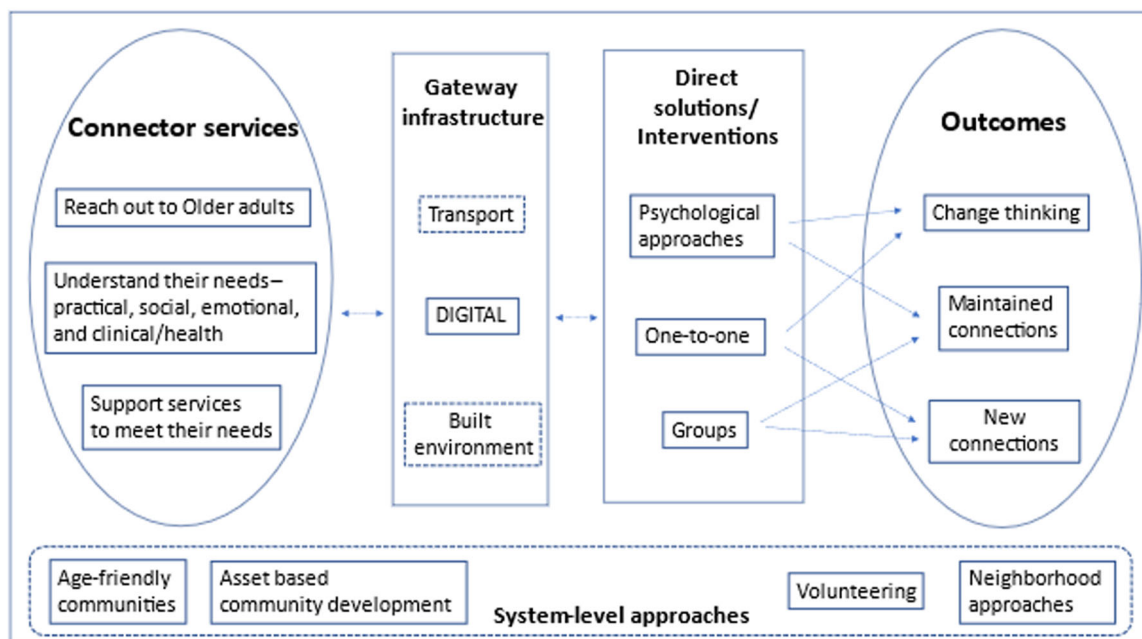 Connector services
Reach out to Older adults
Understand their needs–
practical, social, emotional,
and clinical/health
Support services
to meet their needs
Gateway
infrastructure
Transport
DIGITAL
Built
environment
Direct
solutions/
Interventions
Psychological
approaches
One-to-one
Groups
Outcomes
Change thinking
Maintained
connections
New
connections
Age-friendly
communities
Asset based
community development
System-level approaches
Volunteering
Neighborhood
approaches